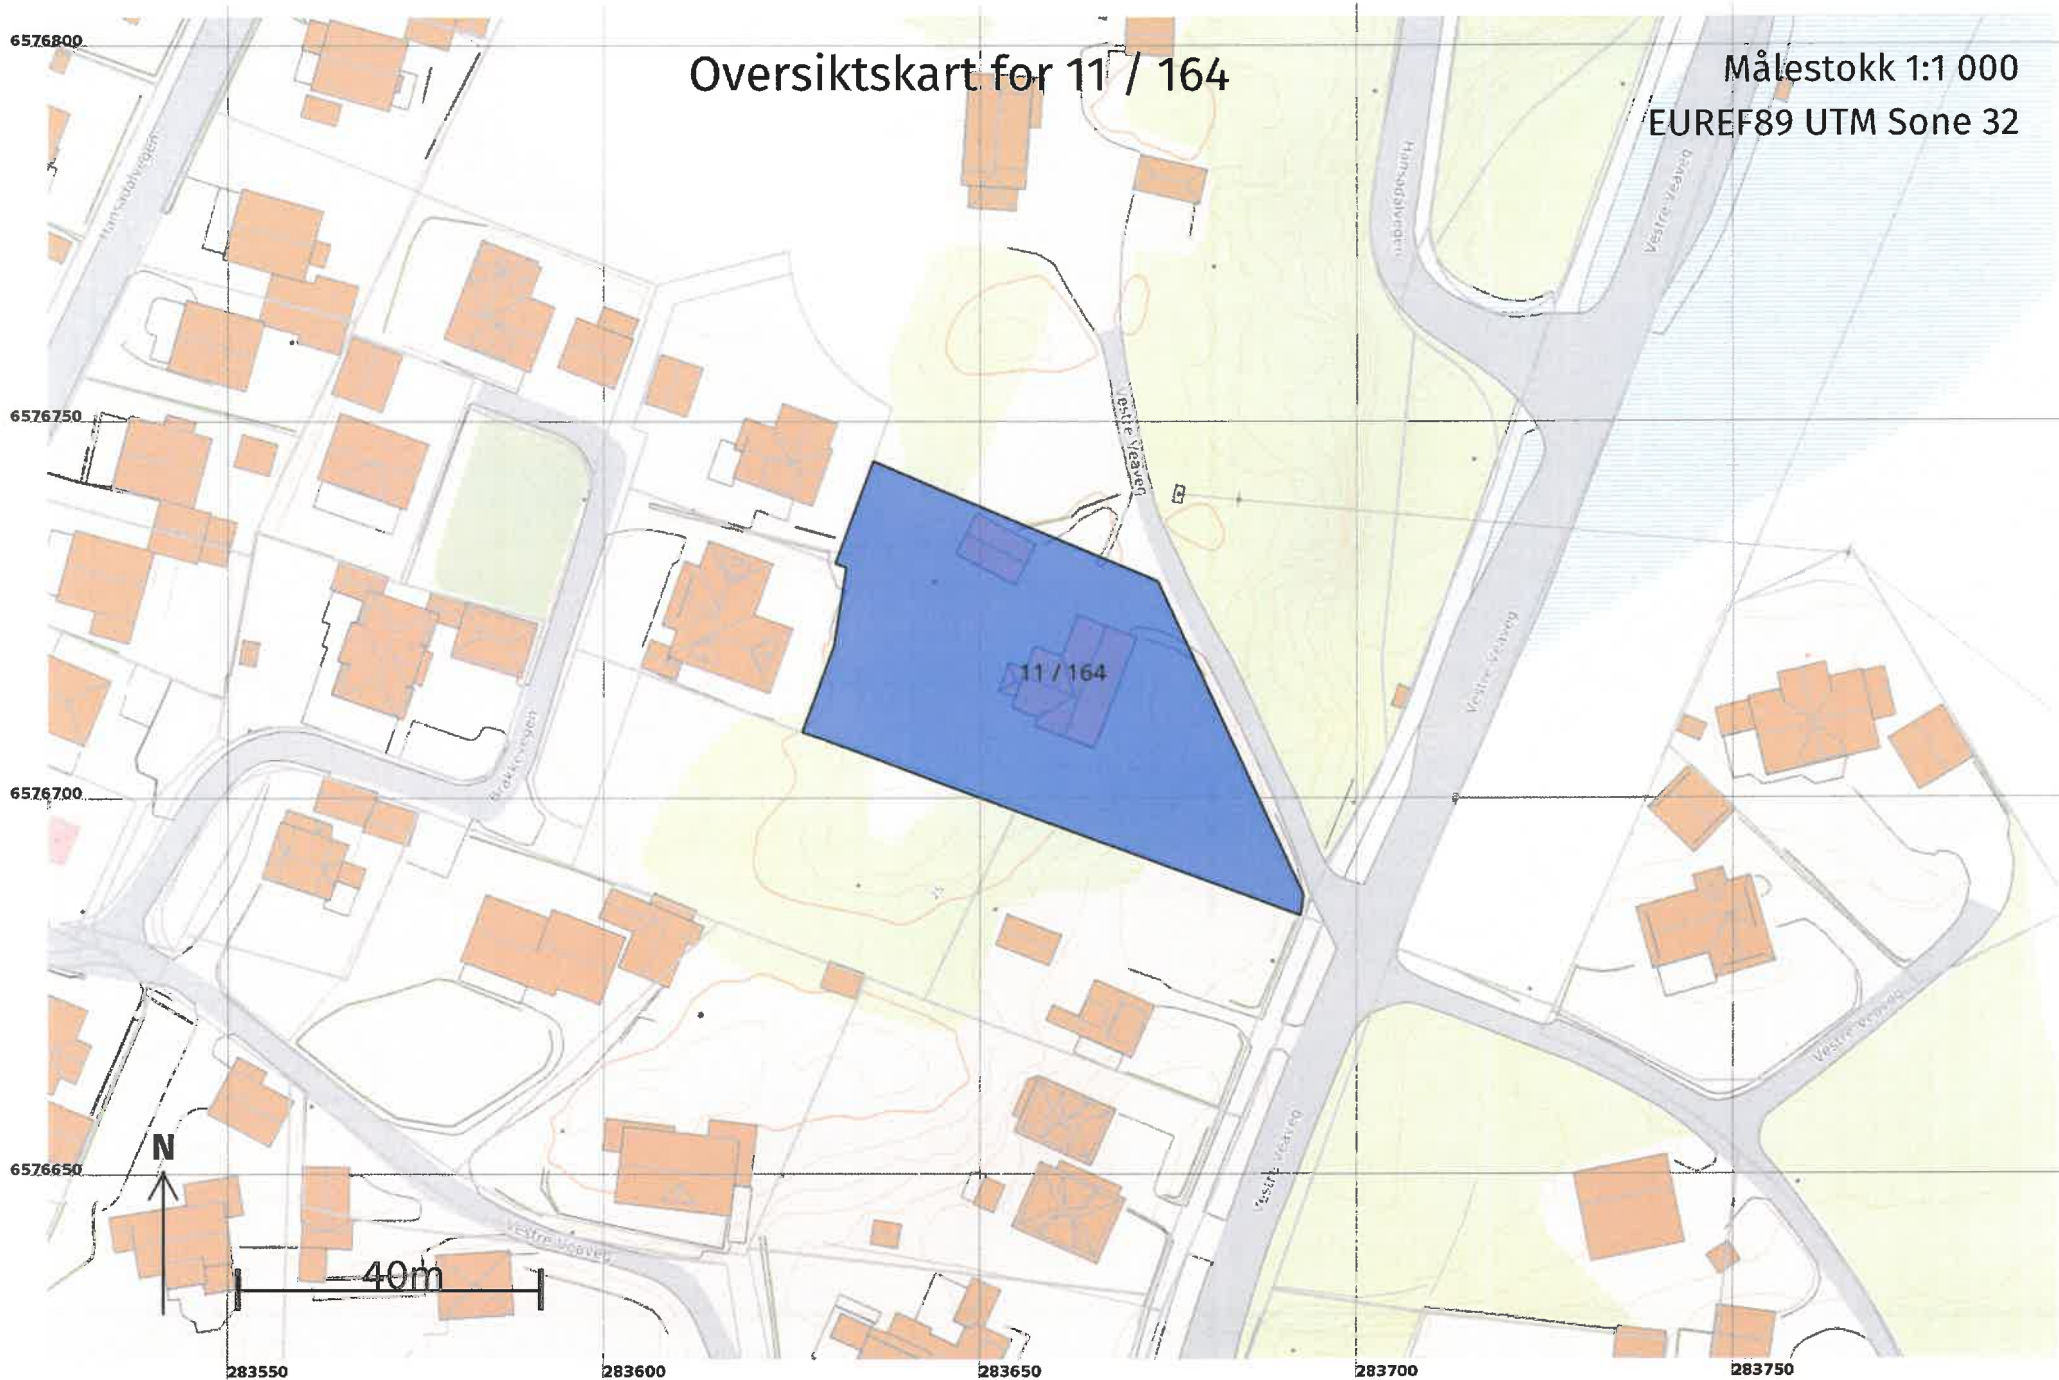 6576800
Oversiktskart for 11 / 164
Målestokk 1:1 000
EUREF89 UTM Sone 32
Hansadalvegen
Hansadalvegen
Vestre Veaveg
6576750
Vestre Veaveg
11 / 164
Vestre Veaveg
Brakkevegen
6576700
25
Vestre Veaveg
Vestre Veaveg
N
6576650
Vestre Veaveg
40m
283550
283600
283650
283700
283750